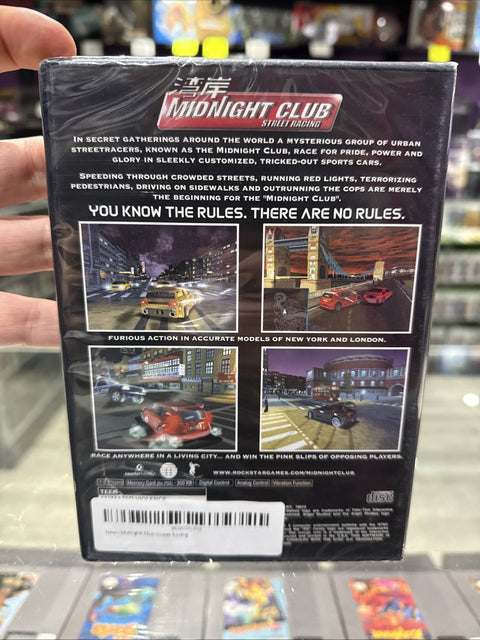 湾岸
MIDNIGHT CLUB
STREET RACING
IN SECRET GATHERINGS AROUND THE WORLD A MYSTERIOUS GROUP OF URBAN
STREETRACERS, KNOWN AS THE MIDNIGHT CLUB, RACE FOR PRIDE, POWER AND
GLORY IN SLEEKLY CUSTOMIZED, TRICKED-OUT SPORTS CARS.
SPEEDING THROUGH CROWDED STREETS, RUNNING RED LIGHTS, TERRORIZING
PEDESTRIANS, DRIVING ON SIDEWALKS AND OUTRUNNING THE COPS ARE MERELY
THE BEGINNING FOR THE "MIDNIGHT CLUB".
YOU KNOW THE RULES. THERE ARE NO RULES.
FURIOUS ACTION IN ACCURATE MODELS OF NEW YORK AND LONDON.
RACE ANYWHERE IN A LIVING CITY... AND WIN THE PINK SLIPS OF OPPOSING PLAYERS.
WWW.ROCKSTARGAMES.COM/MIDNIGHTCLUB
Memory Card Digital Control Analog Control Vibration Function
TEEN
ANIMATED VIOLENCE
disc